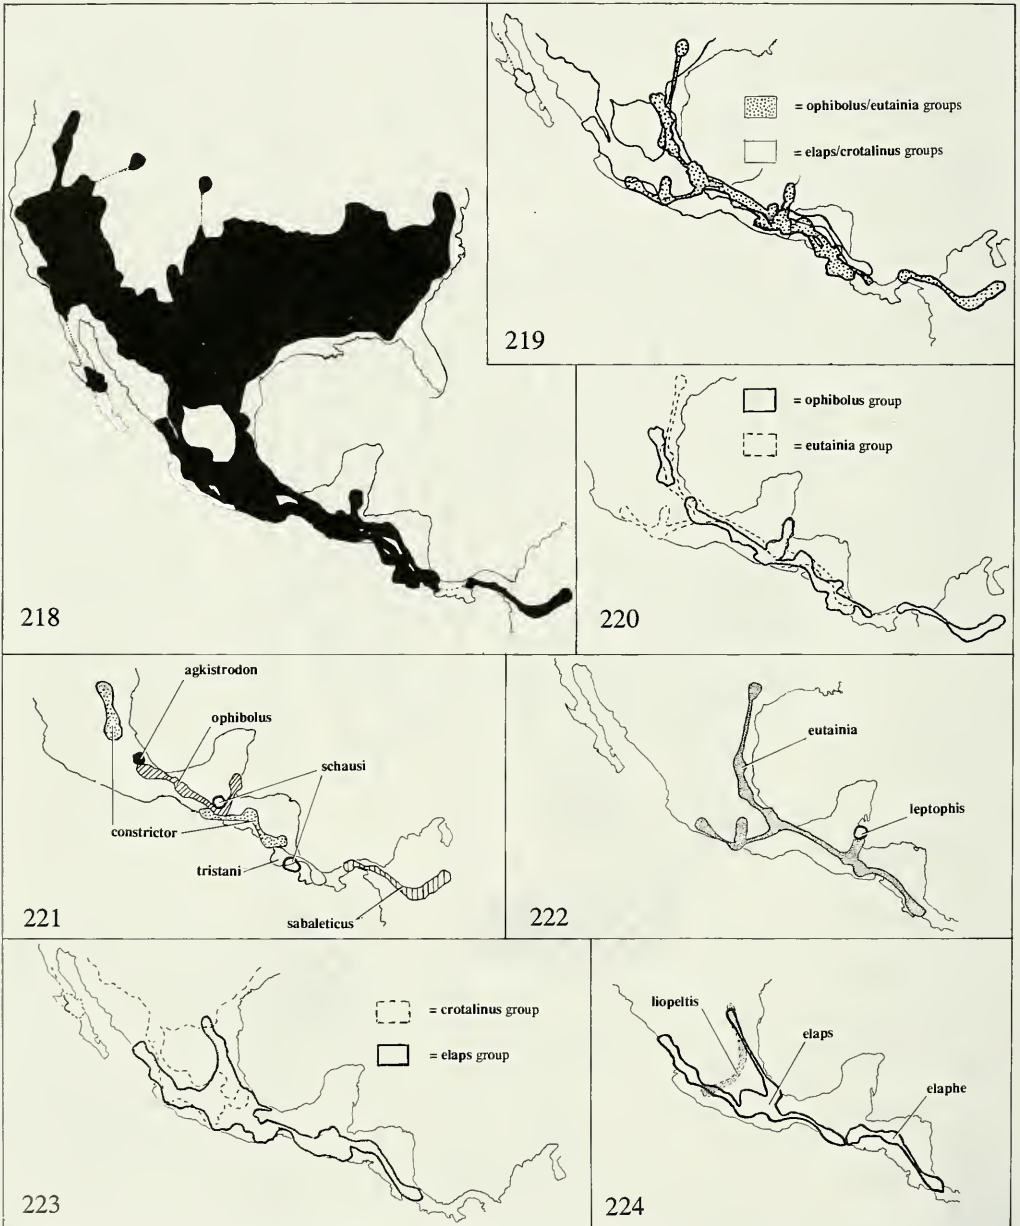 218
= ophibolus/eutainia groups
= elaps/crotalinus groups
219
= ophibolus group
= eutainia group
220
agkistrodon
ophibolus
schausi
constrictor
tristani
sabaleticus
221
eutainia
leptophis
222
= crotalinus group
= elaps group
223
liopeltis
elaps
elaphe
224